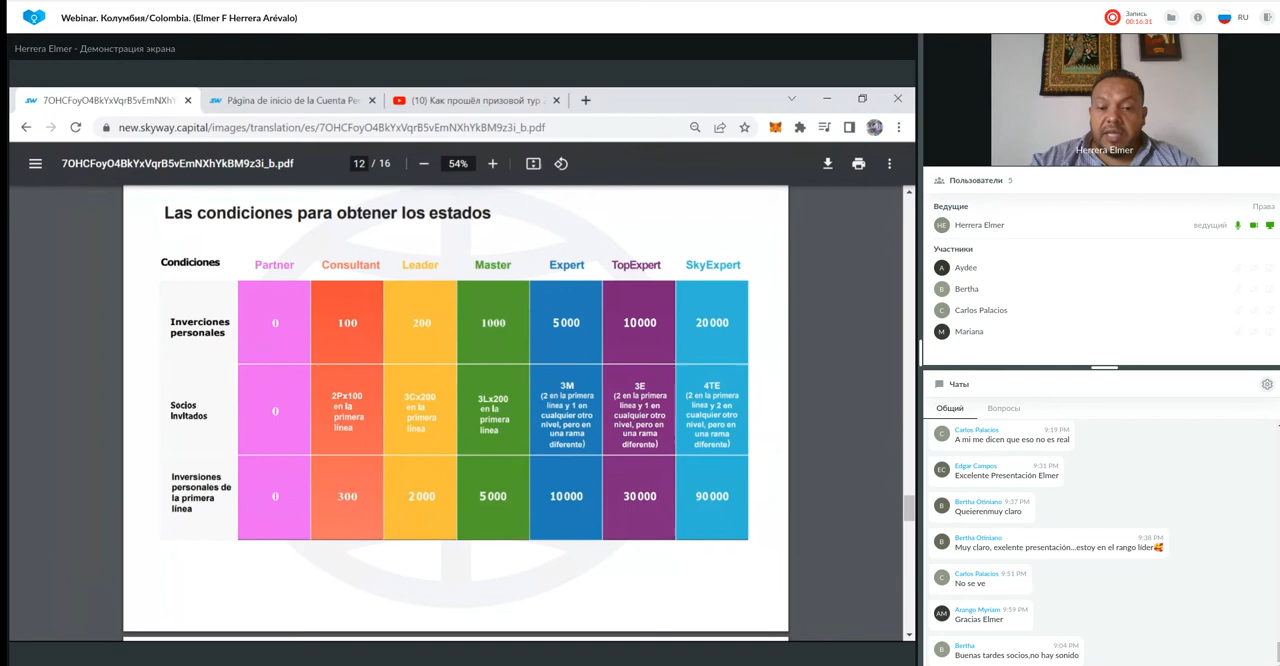 Webinar. Колумбия/Colombia. (Elmer F Herrera Arévalo)
Запись
00:16:31
RU
Herrera Elmer - Демонстрация экрана
7OHCFoyO4BkYxVqrB5vEmNXhY
Página de inicio de la Cuenta Pe
(10) Как прошёл призовой тур
new.skyway.capital/images/translation/es/7OHCFoyO4BkYxVqrB5vEmNXhYkBM9z3i_b.pdf
7OHCFoyO4BkYxVqrB5vEmNXhYkBM9z3i_b.pdf
12 / 16
54%
Las condiciones para obtener los estados
Condiciones Partner Consultant Leader Master Expert TopExpert SkyExpert
Inverciones
personales
0 100 200 1000 5 000 10 000 20 000
Socios
Invitados
0
2Px100
en la
primera
línea
3Cx200
en la
primera
línea
3Lx200
en la
primera
línea
3M
(2 en la primera
línea y 1 en
cualquier otro
nivel, pero en
una rama
diferente)
3E
(2 en la primera
línea y 1 en
cualquier otro
nivel, pero en
una rama
diferente)
4TE
(2 en la primera
línea y 2 en
cualquier otro
nivel, pero en
una rama
diferente)
Inversiones
personales de
la primera
línea
0 300 2 000 5 000 10 000 30 000 90 000
Herrera Elmer
Пользователи 5
Ведущие Права
HE Herrera Elmer ведущий
Участники
A Aydée
B Bertha
C Carlos Palacios
M Mariana
Чаты
Общий Вопросы
C Carlos Palacios 9:19 PM
A mi me dicen que eso no es real
EC Edgar Campos 9:31 PM
Excelente Presentación Elmer
B Bertha Otiniano 9:37 PM
Queierenmuy claro
B Bertha Otiniano 9:38 PM
Muy claro, exelente presentación...estoy en el rango líder🥰
C Carlos Palacios 9:51 PM
No se ve
AM Arango Myriam 9:59 PM
Gracias Elmer
B Bertha 9:04 PM
Buenas tardes socios,no hay sonido